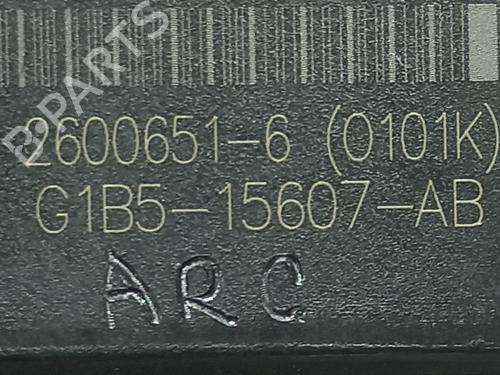 B-PARTS
2600651-6 (0101K)
G1B5-15607-AB
ARC